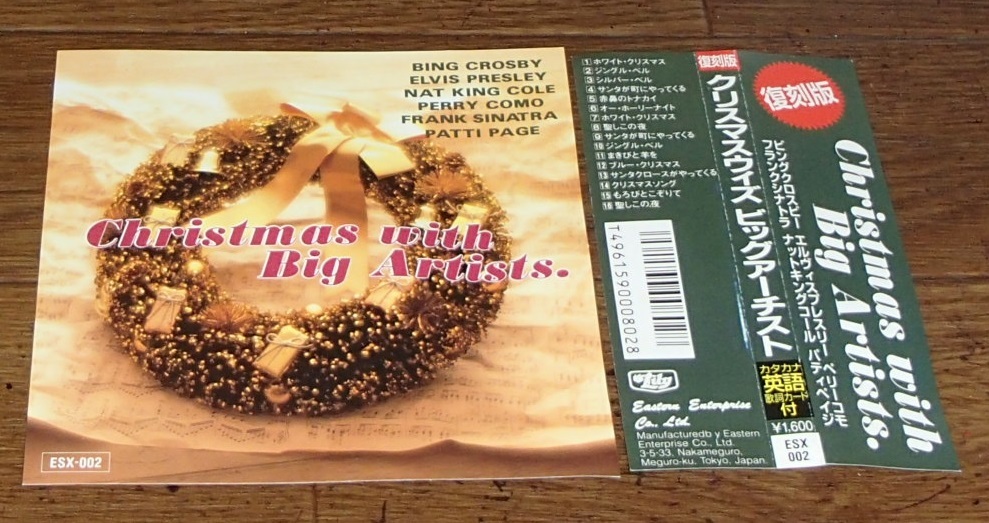 BING CROSBY
ELVIS PRESLEY
NAT KING COLE
PERRY COMO
FRANK SINATRA
PATTI PAGE
Christmas with
Big Artists.
ESX-002
1 ホワイト・クリスマス
2 ジングル・ベル
3 シルバー・ベル
4 サンタが町にやってくる
5 赤鼻のトナカイ
6 オー・ホーリーナイト
7 ホワイト・クリスマス
8 聖しこの夜
9 サンタが町にやってくる
10 ジングル・ベル
11 まきびと羊を
12 ブルー・クリスマス
13 サンタクロースがやってくる
14 クリスマスソング
15 もろびとこぞりて
16 聖しこの夜
T4961590008028
Lily
Eastern Enterprise
Co., Ltd.
Manufacturedb y Eastern
Enterprise Co., Ltd.
3-5-33, Nakameguro,
Meguro-ku, Tokyo, Japan.
復刻版
クリスマスウィズ ビッグアーチスト
カタカナ
英語
歌詞カード
付
¥1,600
ESX
002
復刻版
Christmas with
Big Artists.
ビングクロスビー エルヴィスプレスリー ペリーコモ
フランクシナトラ ナットキングコール パティペイジ